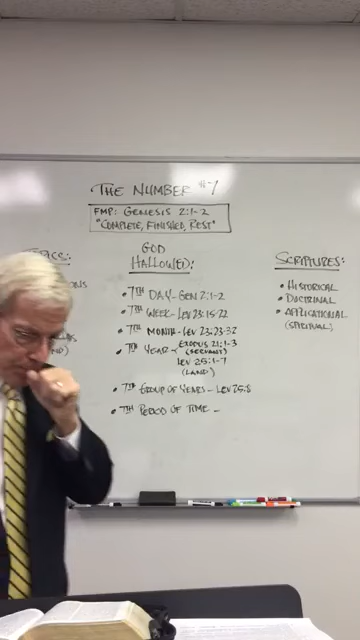 THE NUMBER #7
FMP: GENESIS 2:1-2
"COMPLETE, FINISHED, REST"
GOD
HALLOWED:
• 7TH DAY - GEN 2:1-2
• 7TH WEEK - LEV 23:15-22
• 7TH MONTH - LEV 23:23-32
• 7TH YEAR - EXODUS 21:1-3
(SERVANT)
LEV 25:1-7
(LAND)
• 7TH GROUP OF YEARS - LEV 25:8
• 7TH PERIOD OF TIME -
SCRIPTURES:
• HISTORICAL
• DOCTRINAL
• APPLICATIONAL
(SPIRITUAL)